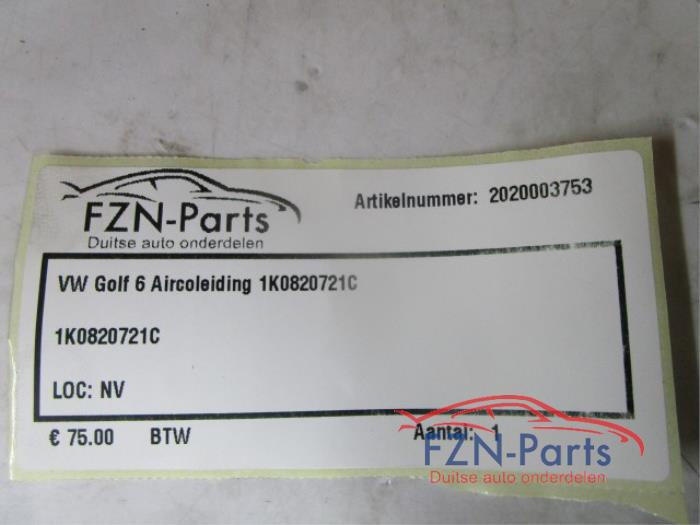 FZN-Parts
Duitse auto onderdelen
Artikelnummer: 2020003753
VW Golf 6 Aircoleiding 1K0820721C
1K0820721C
LOC: NV
€ 75.00 BTW Aantal: 1
FZN-Parts
Duitse auto onderdelen